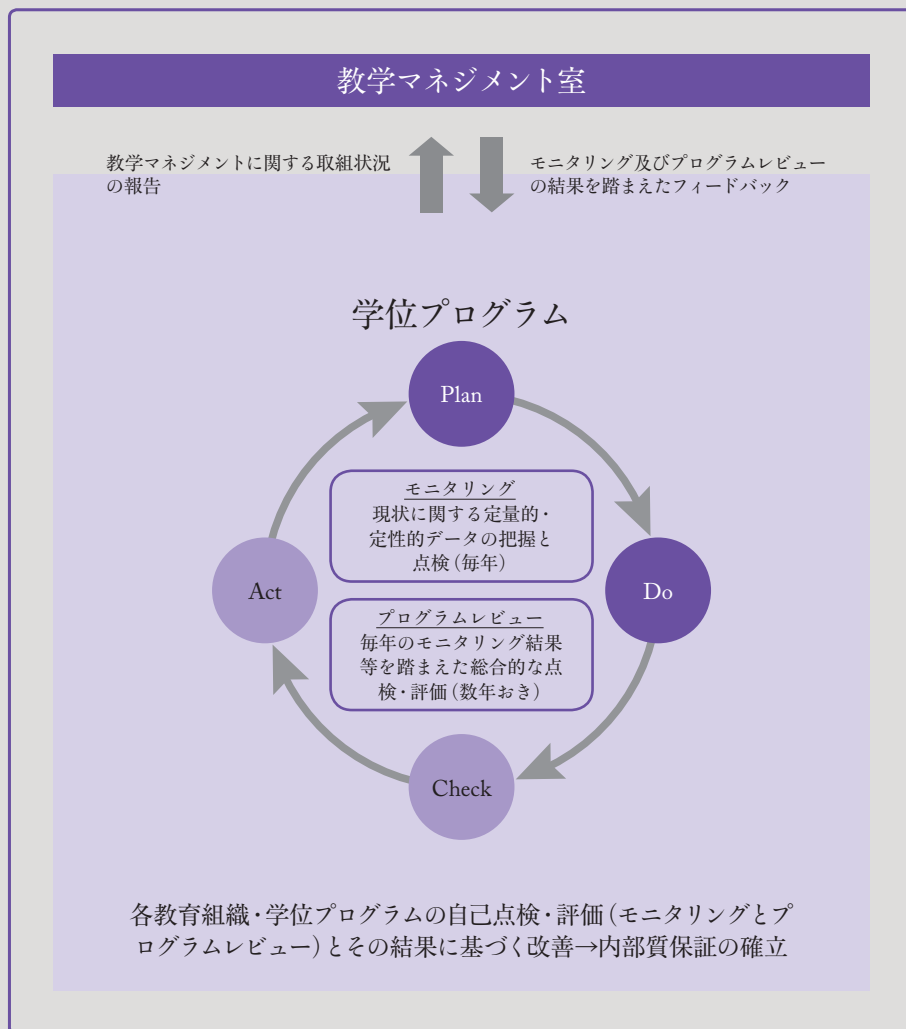 教学マネジメント室
教学マネジメントに関する取組状況
の報告
モニタリング及びプログラムレビュー
の結果を踏まえたフィードバック
学位プログラム
Plan
モニタリング
現状に関する定量的・
定性的データの把握と
点検(毎年)
Act
Do
プログラムレビュー
毎年のモニタリング結果
等を踏まえた総合的な点
検・評価(数年おき)
Check
各教育組織・学位プログラムの自己点検・評価(モニタリングとプ
ログラムレビュー)とその結果に基づく改善→内部質保証の確立